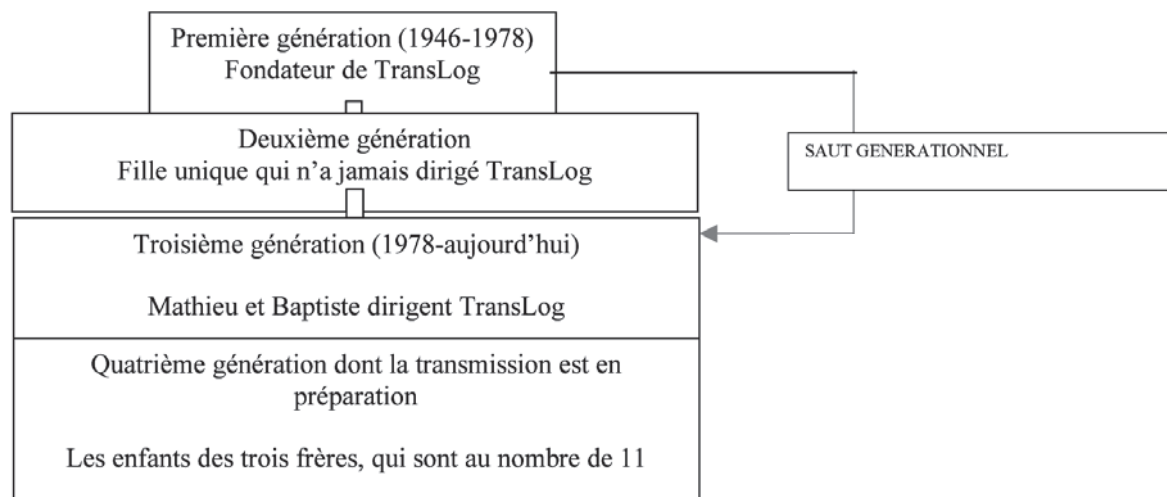 Première génération (1946-1978)
Fondateur de TransLog
Deuxième génération
Fille unique qui n’a jamais dirigé TransLog
SAUT GENERATIONNEL
Troisième génération (1978-aujourd’hui)
Mathieu et Baptiste dirigent TransLog
Quatrième génération dont la transmission est en
préparation
Les enfants des trois frères, qui sont au nombre de 11